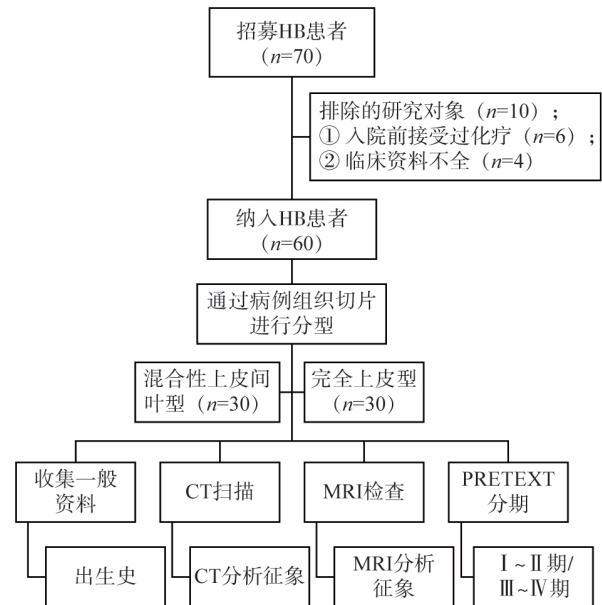 招募HB患者
（n=70）
排除的研究对象（n=10）；
① 入院前接受过化疗（n=6）；
② 临床资料不全（n=4）
纳入HB患者
（n=60）
通过病例组织切片
进行分型
混合性上皮间
叶型（n=30）
完全上皮型
（n=30）
收集一般
资料
CT扫描
MRI检查
PRETEXT
分期
出生史
CT分析征象
MRI分析
征象
Ⅰ~Ⅱ期/
Ⅲ~Ⅳ期